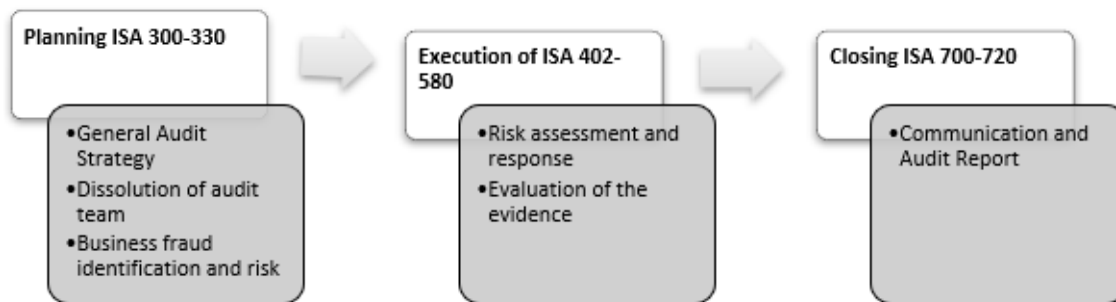 Planning ISA 300-330
•General Audit
Strategy
•Dissolution of audit
team
•Business fraud
identification and risk
Execution of ISA 402-
580
•Risk assessment and
response
•Evaluation of the
evidence
Closing ISA 700-720
•Communication and
Audit Report